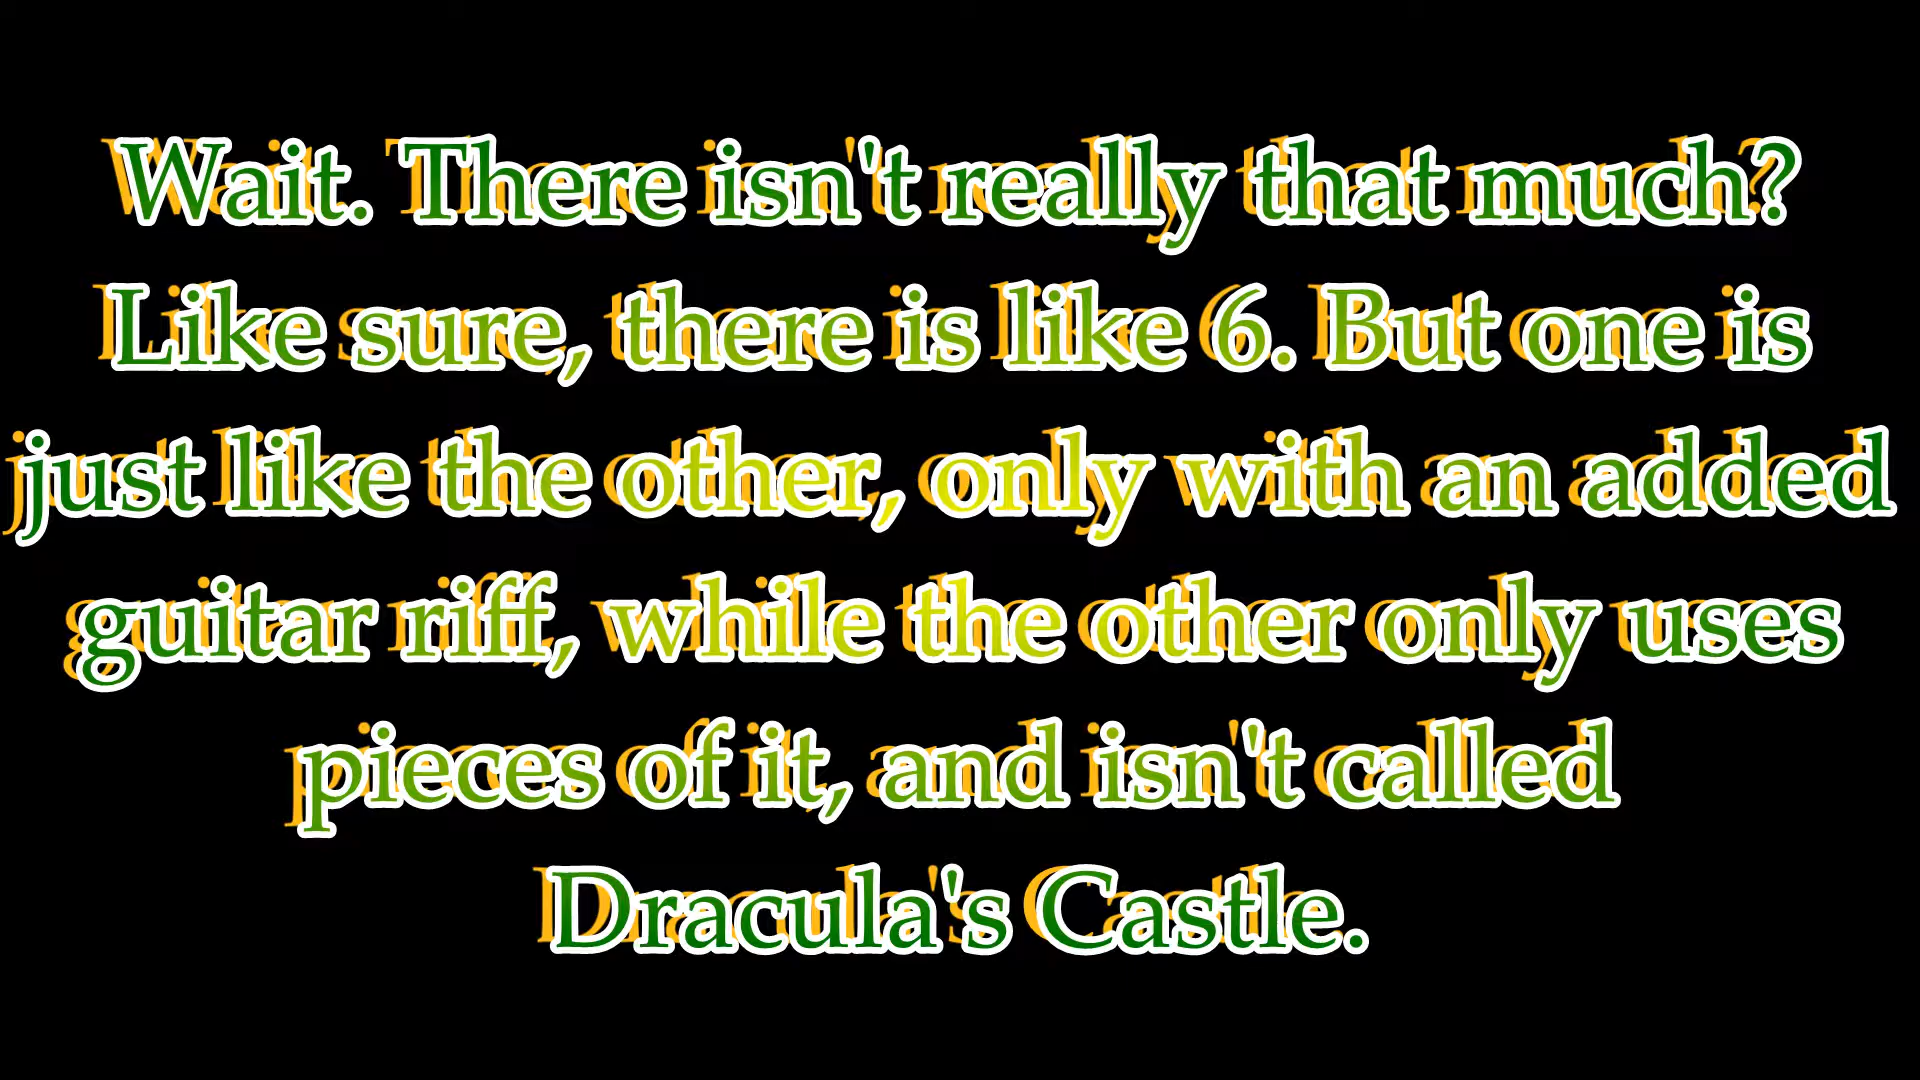 Wait. There isn't really that much?
Like sure, there is like 6. But one is
just like the other, only with an added
guitar riff, while the other only uses
pieces of it, and isn't called
Dracula's Castle.